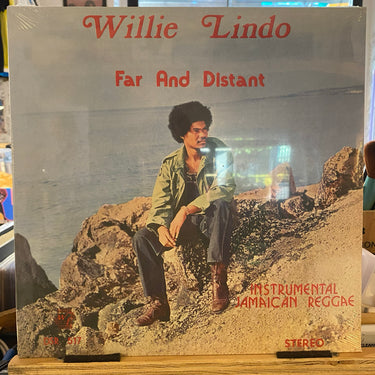 Willie Lindo
Far And Distant
INSTRUMENTAL
JAMAICAN REGGAE
STEREO